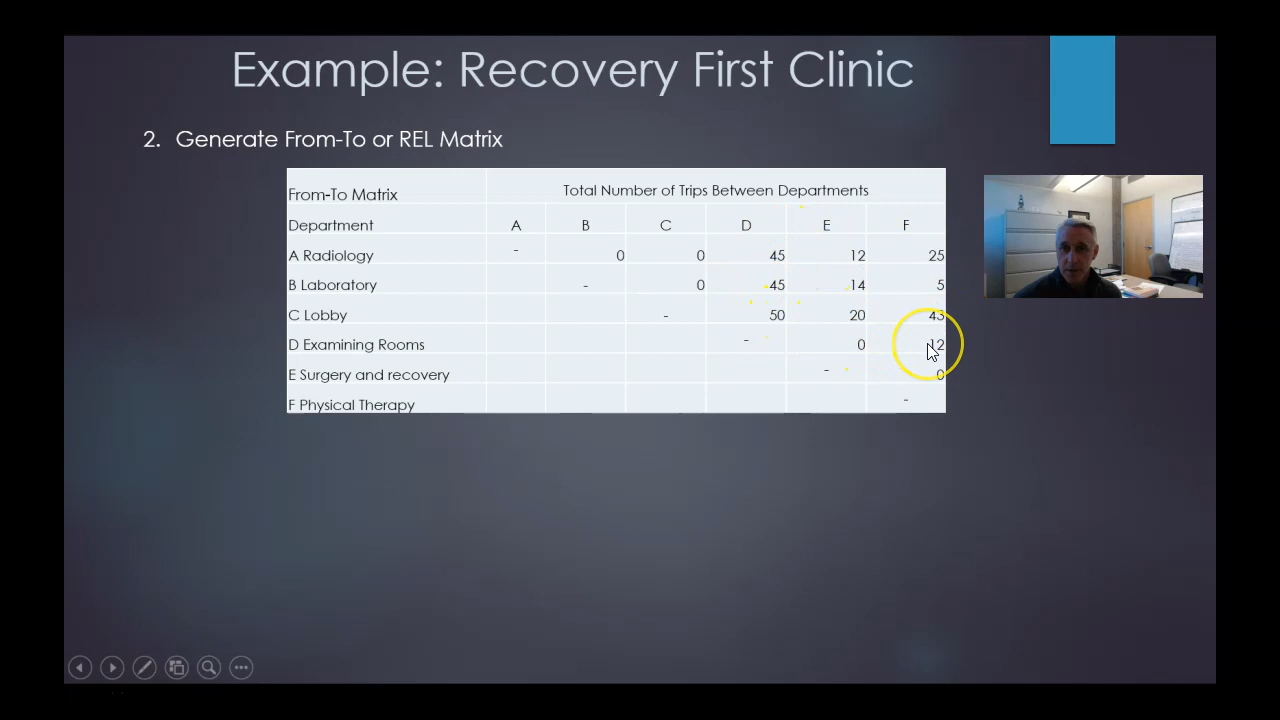 Example: Recovery First Clinic
2. Generate From-To or REL Matrix
From-To Matrix Total Number of Trips Between Departments
Department A B C D E F
A Radiology - 0 0 45 12 25
B Laboratory - 0 45 14 5
C Lobby - 50 20 43
D Examining Rooms - 0 12
E Surgery and recovery - 0
F Physical Therapy -